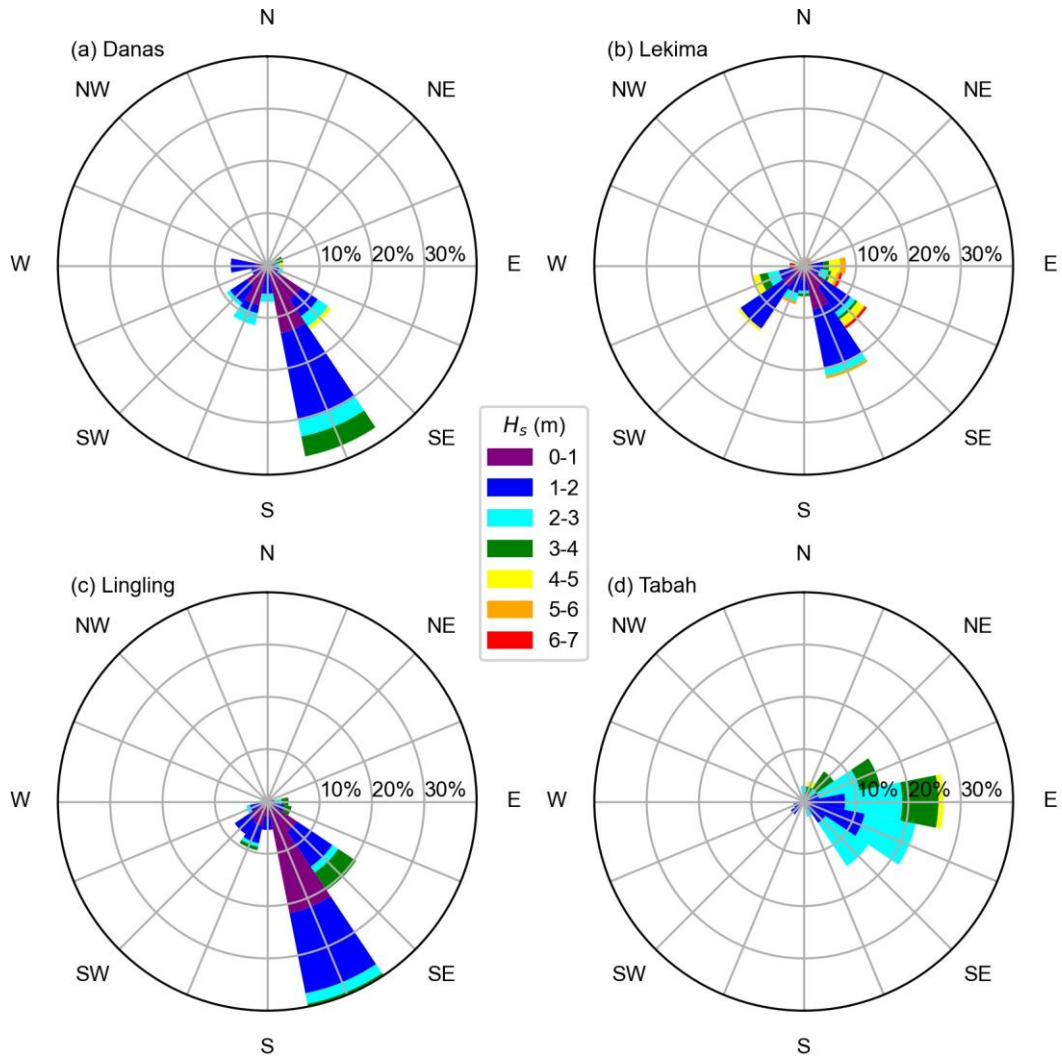 N
N
(a) Danas
(b) Lekima
NW
NE
NW
NE
W
10% 20% 30%
E
W
10% 20% 30%
E
SW
SE
SW
SE
S
S
H_s (m)
0-1
1-2
2-3
3-4
4-5
5-6
6-7
N
N
(c) Lingling
(d) Tabah
NW
NE
NW
NE
W
10% 20% 30%
E
W
10% 20% 30%
E
SW
SE
SW
SE
S
S